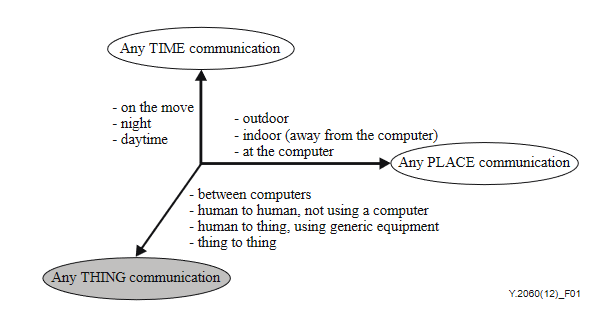 Any TIME communication
- on the move
- night
- daytime
- outdoor
- indoor (away from the computer)
- at the computer
Any PLACE communication
- between computers
- human to human, not using a computer
- human to thing, using generic equipment
- thing to thing
Any THING communication
Y.2060(12)_F01